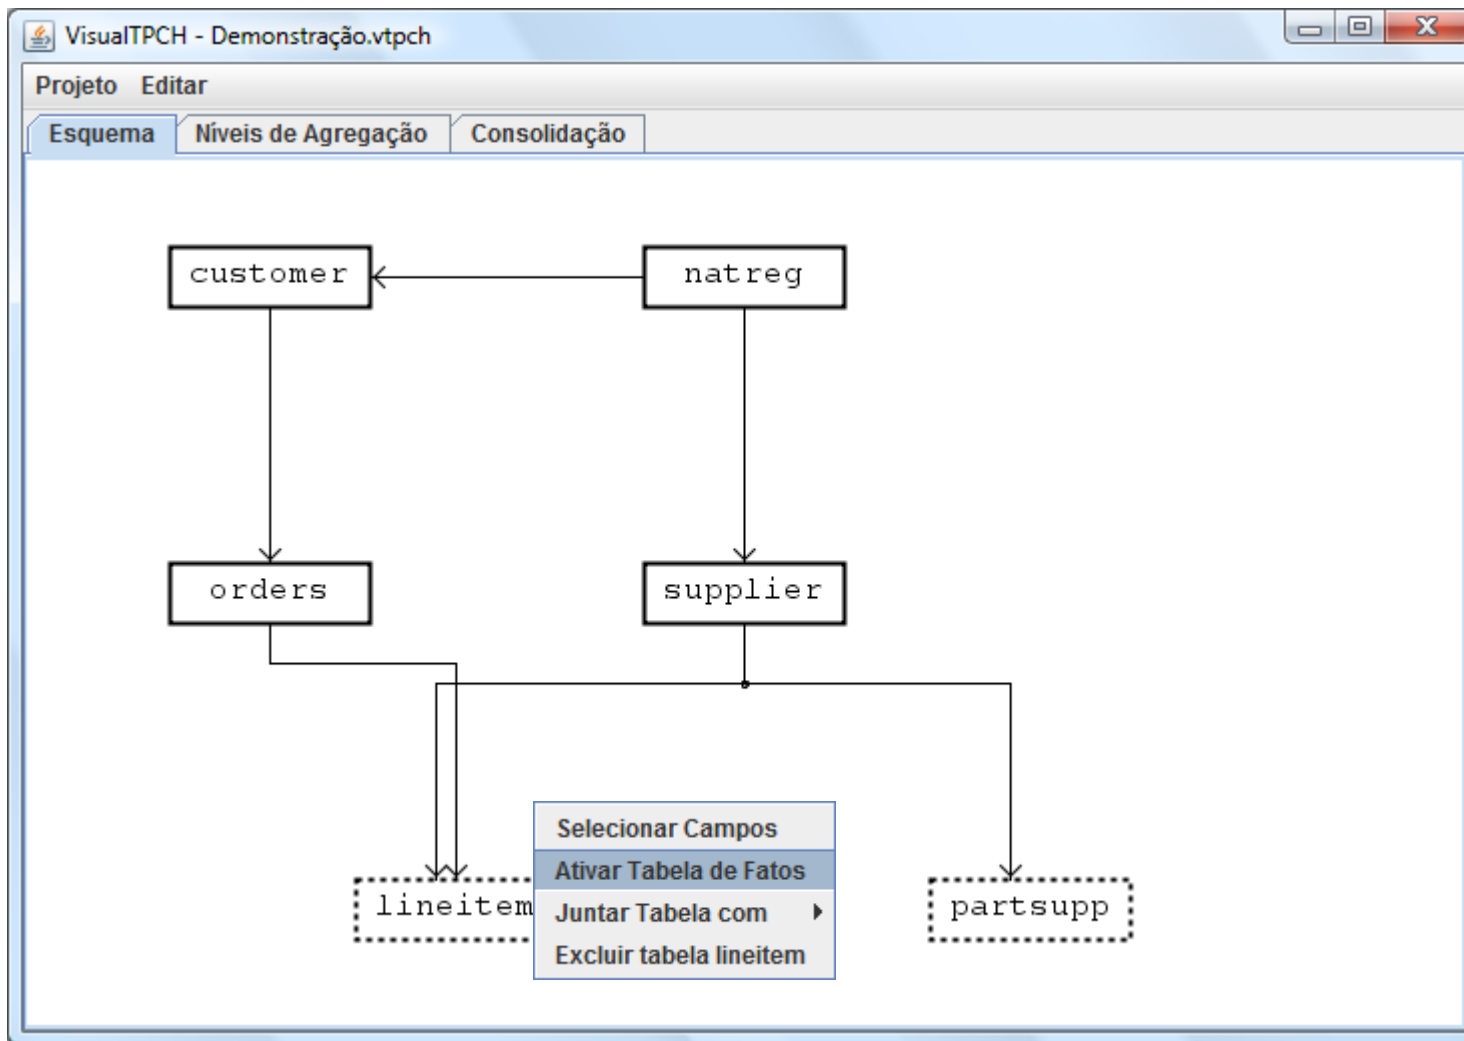 VisualTPCH - Demonstração.vtpch
Projeto Editar
Esquema Níveis de Agregação Consolidação
customer natreg
orders supplier
Selecionar Campos
Ativar Tabela de Fatos
lineitem Juntar Tabela com partsupp
Excluir tabela lineitem